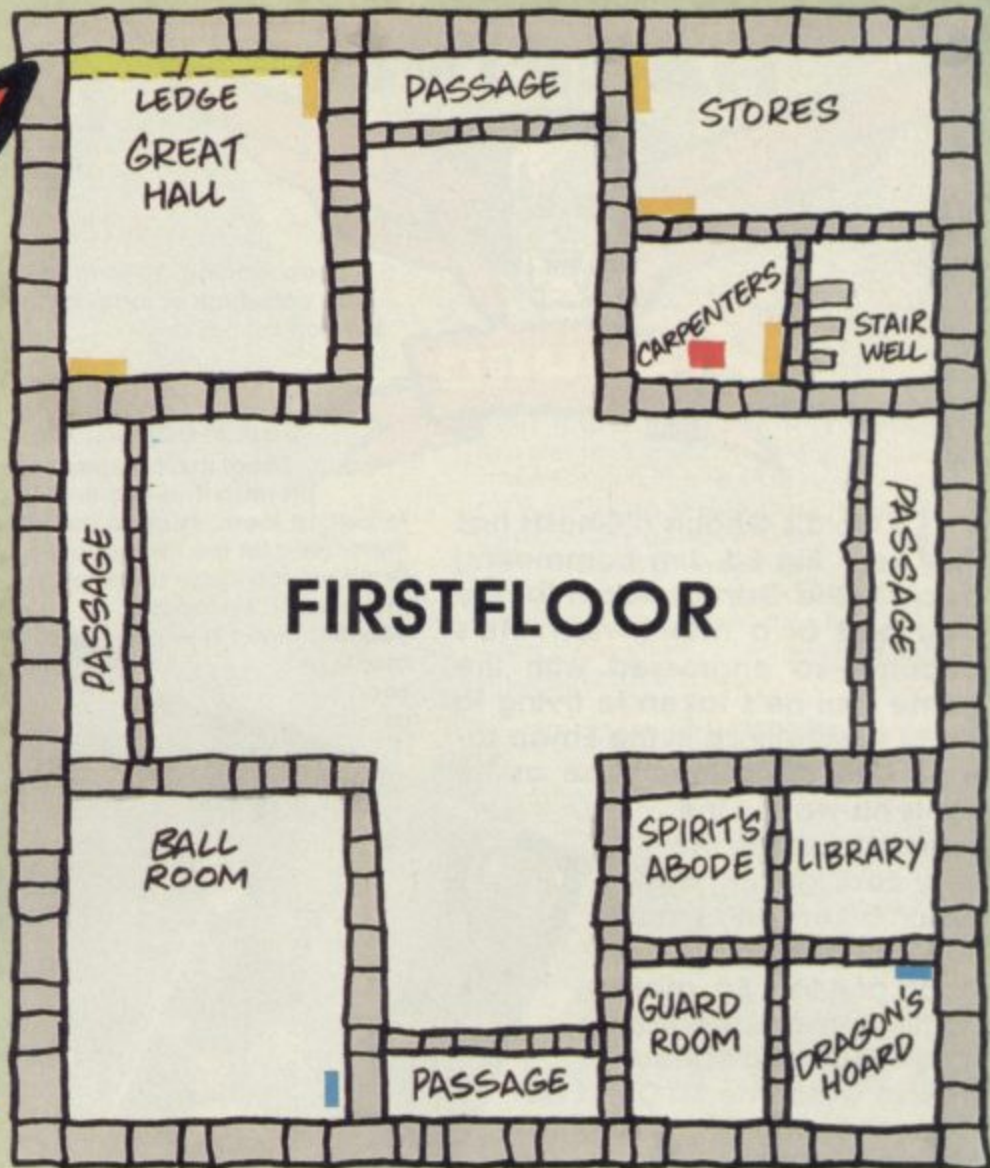 LEDGE
GREAT
HALL
PASSAGE
STORES
CARPENTERS
STAIR
WELL
PASSAGE
FIRSTFLOOR
PASSAGE
BALL
ROOM
SPIRIT'S
ABODE
LIBRARY
GUARD
ROOM
DRAGON'S
HOARD
PASSAGE